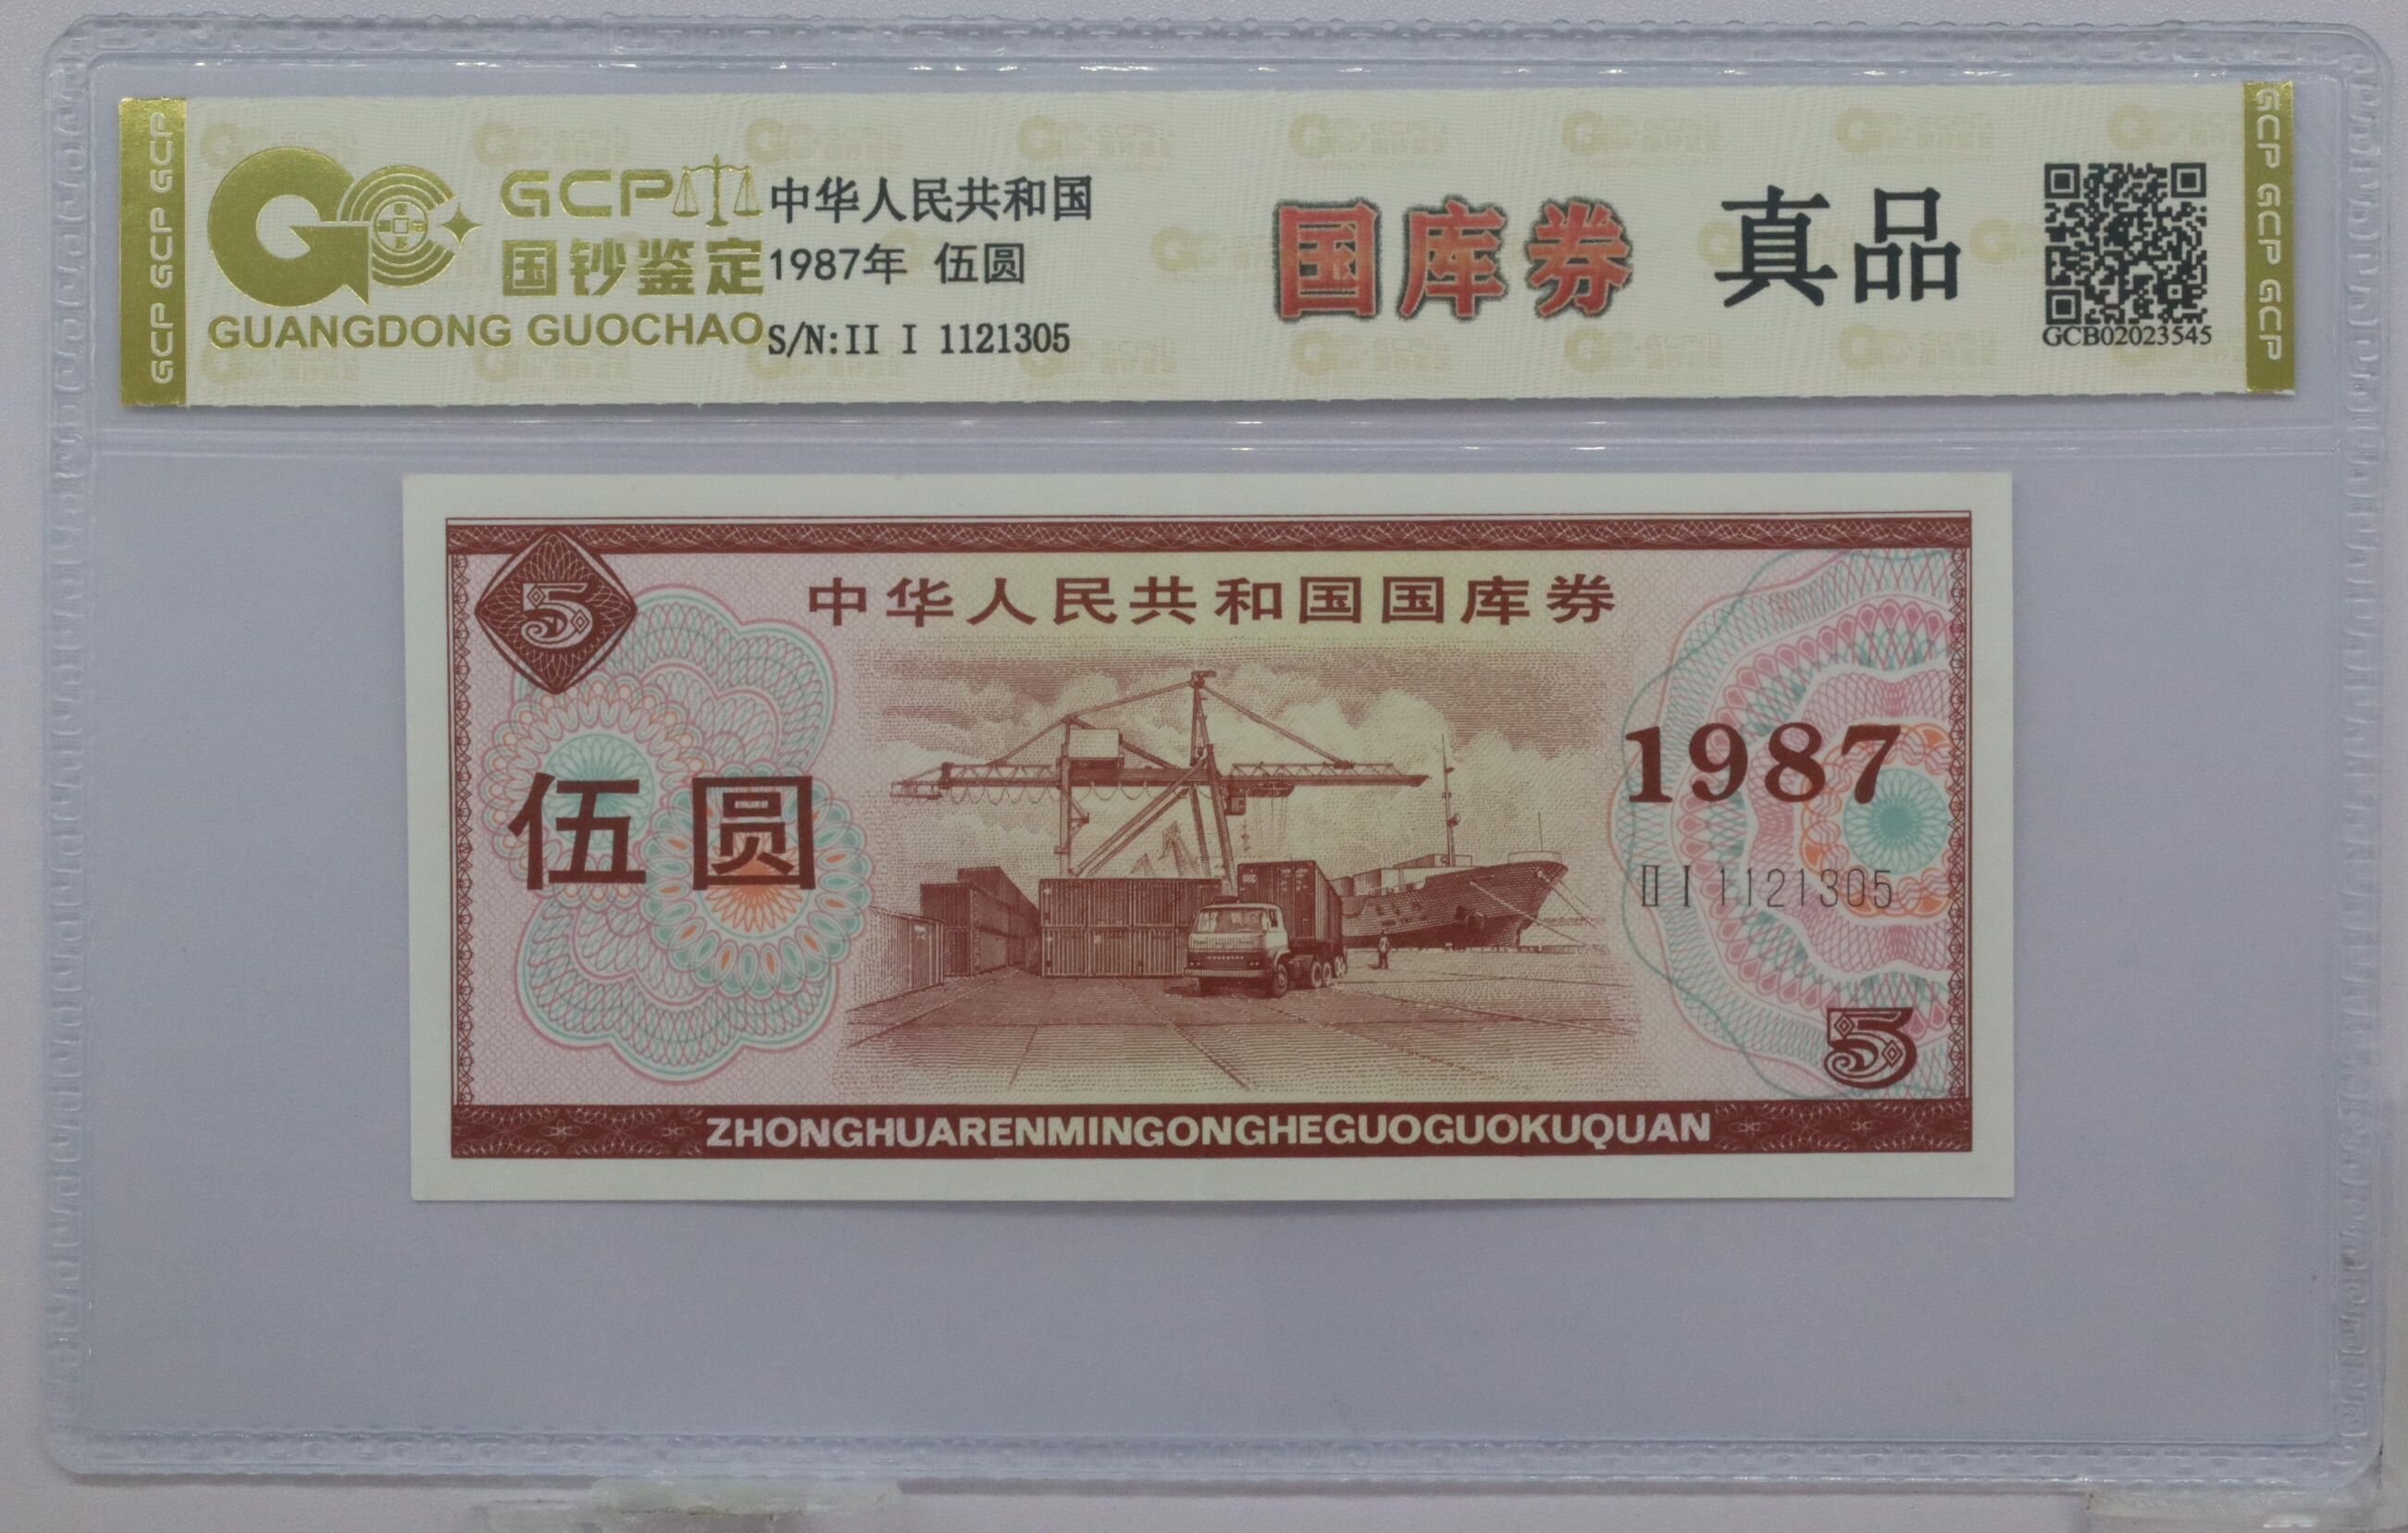 GCP GCP GCP
GCP
国钞鉴定
GUANGDONG GUOCHAO
中华人民共和国
1987年 伍圆
S/N:II I 1121305
国库券
真品
GCB02023545
GCP GCP GCP
5
中华人民共和国国库券
伍圆
1987
II I 1121305
5
ZHONGHUARENMINGONGHEGUOGUOKUQUAN